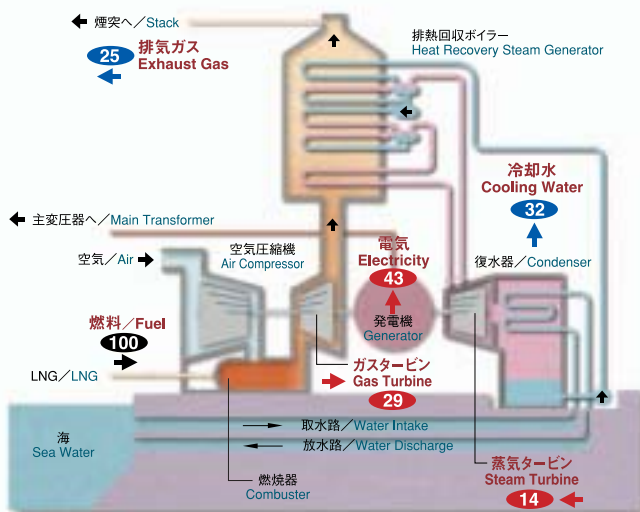 煙突へ／Stack
25
排気ガス
Exhaust Gas
排熱回収ボイラー
Heat Recovery Steam Generator
冷却水
Cooling Water
32
主変圧器へ／Main Transformer
空気／Air
空気圧縮機
Air Compressor
電気
Electricity
43
復水器／Condenser
発電機
Generator
燃料／Fuel
100
LNG／LNG
ガスタービン
Gas Turbine
29
海
Sea Water
取水路／Water Intake
放水路／Water Discharge
燃焼器
Combuster
蒸気タービン
Steam Turbine
14